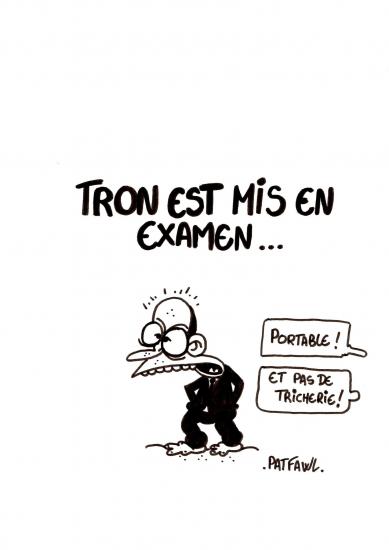 TRON EST MIS EN
EXAMEN...
PORTABLE!
ET PAS DE
TRICHERIE!
.PATFAWL.